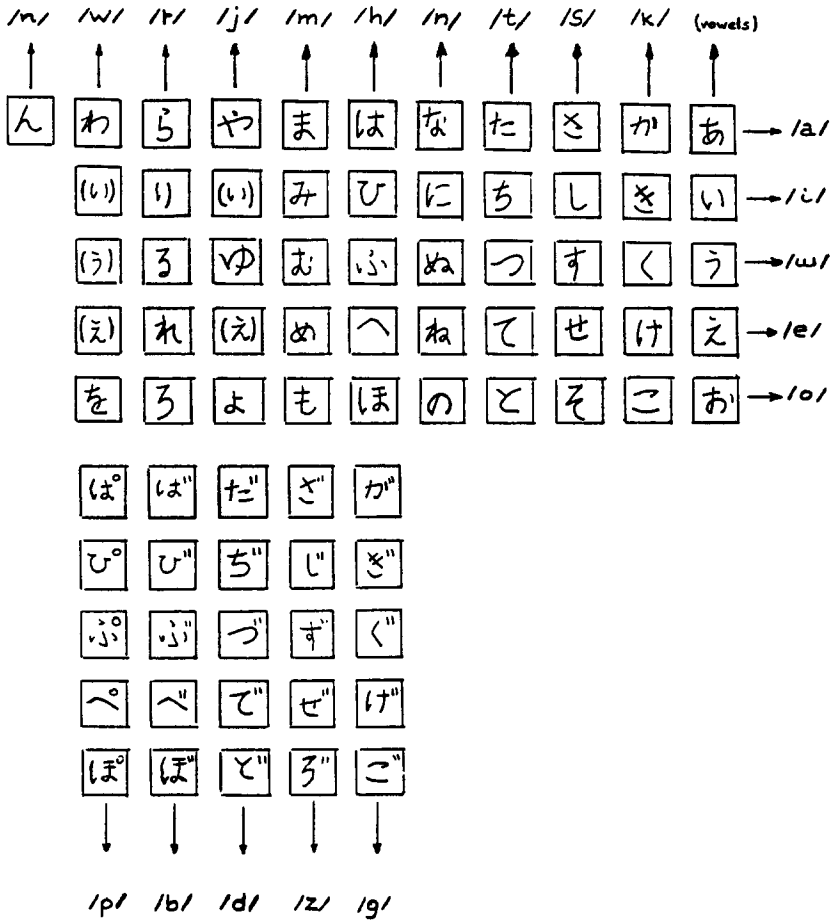 /n/ /w/ /r/ /j/ /m/ /h/ /n/ /t/ /s/ /k/ (vowels)
ん わ ら や ま は な た さ か あ /a/
(い) り (い) み ひ に ち し き い /i/
(う) る ゆ む ふ ぬ つ す く う /ɯ/
(え) れ (え) め へ ね て せ け え /e/
を ろ よ も ほ の と そ こ お /o/
ぱ ば だ ざ が
ぴ び ぢ じ ぎ
ぷ ぶ づ ず ぐ
ぺ べ で ぜ げ
ぽ ぼ ど ぞ ご
/p/ /b/ /d/ /z/ /g/